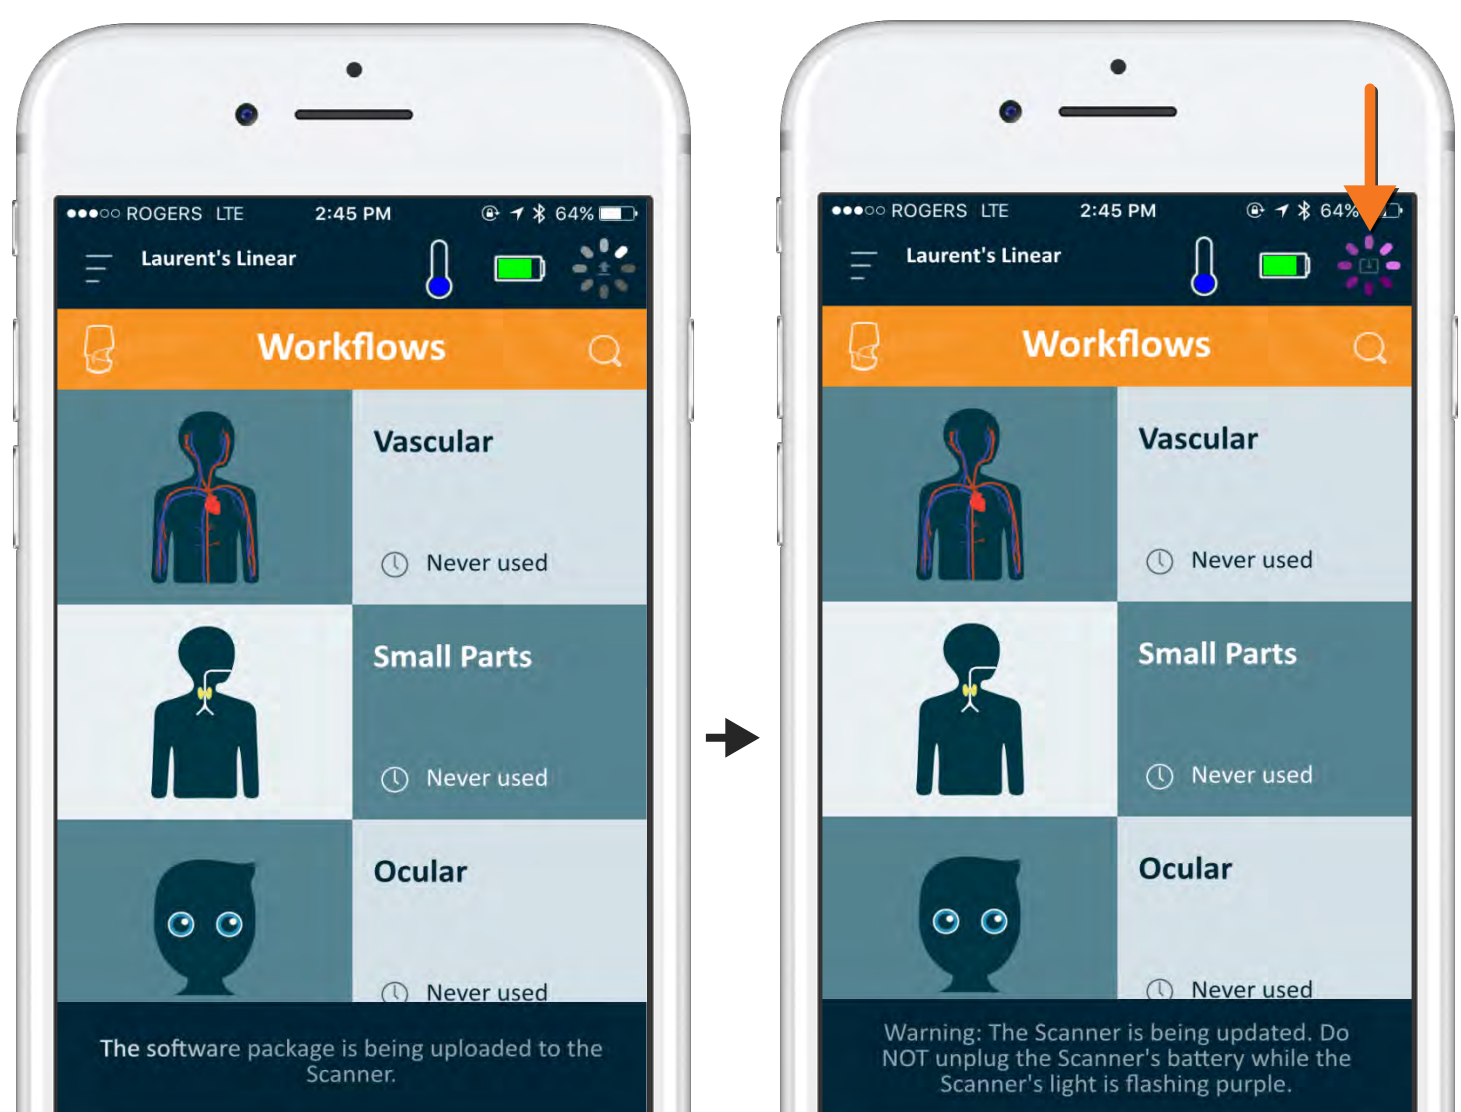 ROGERS LTE 2:45 PM 64%
Laurent's Linear
Workflows
Vascular
Never used
Small Parts
Never used
Ocular
Never used
The software package is being uploaded to the
Scanner.
ROGERS LTE 2:45 PM 64%
Laurent's Linear
Workflows
Vascular
Never used
Small Parts
Never used
Ocular
Never used
Warning: The Scanner is being updated. Do
NOT unplug the Scanner's battery while the
Scanner's light is flashing purple.